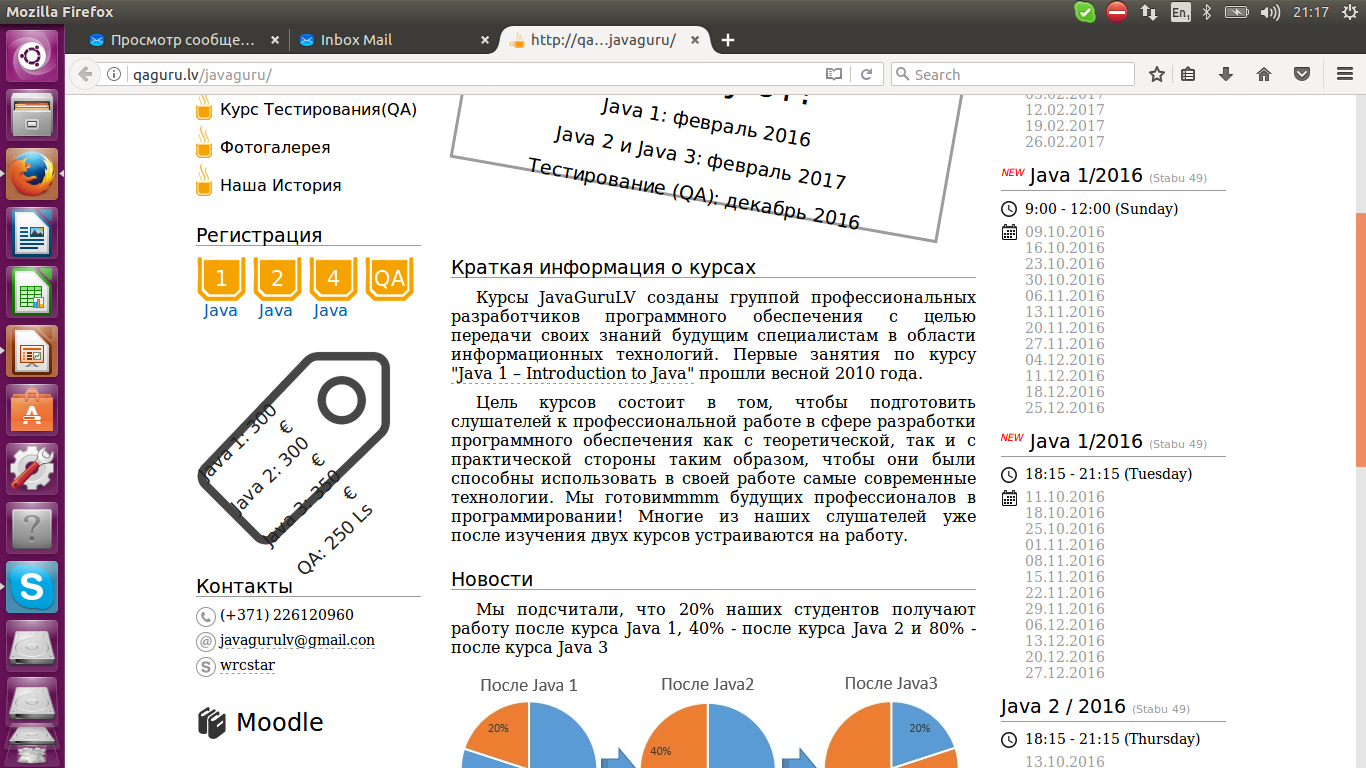 Mozilla Firefox
En1
21:17
Просмотр сообще...
Inbox Mail
http://qa...javaguru/
qaguru.lv/javaguru/
Search
Курс Тестирования(QA)
Фотогалерея
Наша История
Регистрация
1 2 4 QA
Java Java Java
Java 1: 300
€
Java 2: 300
€
Java 3: 350
€
QA: 250 Ls
Контакты
(+371) 226120960
javagurulv@gmail.con
wrcstar
Moodle
Java 1: февраль 2016
Java 2 и Java 3: февраль 2017
Тестирование (QA): декабрь 2016
Краткая информация о курсах
Курсы JavaGuruLV созданы группой профессиональных
разработчиков программного обеспечения с целью
передачи своих знаний будущим специалистам в области
информационных технологий. Первые занятия по курсу
"Java 1 – Introduction to Java" прошли весной 2010 года.
Цель курсов состоит в том, чтобы подготовить
слушателей к профессиональной работе в сфере разработки
программного обеспечения как с теоретической, так и с
практической стороны таким образом, чтобы они были
способны использовать в своей работе самые современные
технологии. Мы готовимmmm будущих профессионалов в
программировании! Многие из наших слушателей уже
после изучения двух курсов устраиваются на работу.
Новости
Мы подсчитали, что 20% наших студентов получают
работу после курса Java 1, 40% - после курса Java 2 и 80% -
после курса Java 3
После Java 1
После Java2
После Java3
20%
40%
20%
05.02.2017
12.02.2017
19.02.2017
26.02.2017
NEW Java 1/2016 (Stabu 49)
9:00 - 12:00 (Sunday)
09.10.2016
16.10.2016
23.10.2016
30.10.2016
06.11.2016
13.11.2016
20.11.2016
27.11.2016
04.12.2016
11.12.2016
18.12.2016
25.12.2016
NEW Java 1/2016 (Stabu 49)
18:15 - 21:15 (Tuesday)
11.10.2016
18.10.2016
25.10.2016
01.11.2016
08.11.2016
15.11.2016
22.11.2016
29.11.2016
06.12.2016
13.12.2016
20.12.2016
27.12.2016
Java 2 / 2016 (Stabu 49)
18:15 - 21:15 (Thursday)
13.10.2016